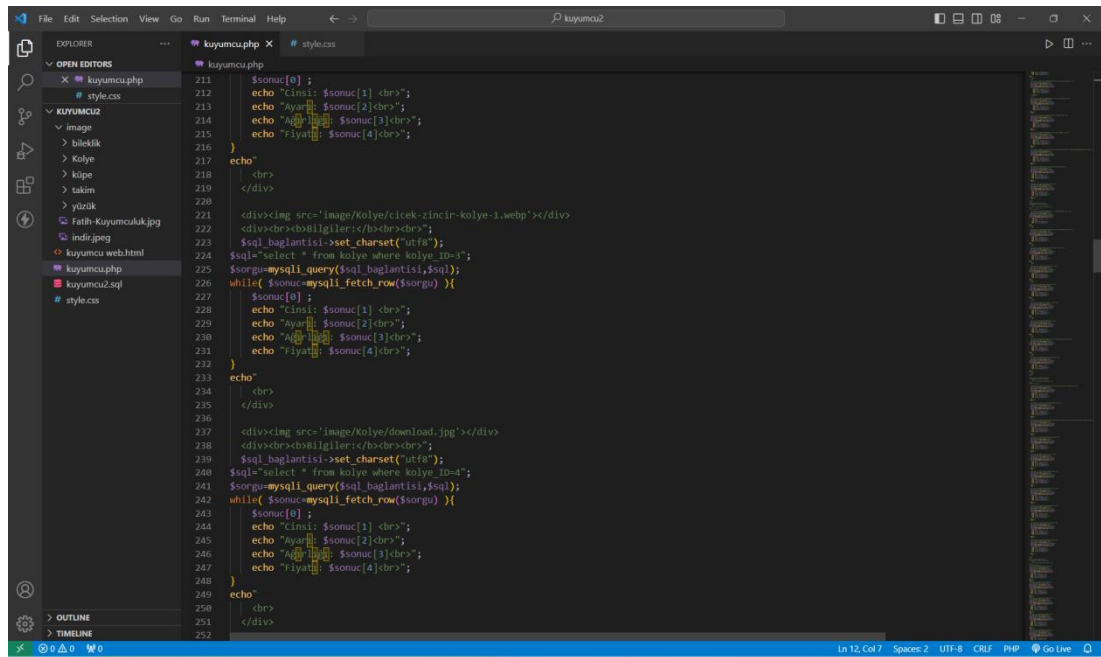 File Edit Selection View Go Run Terminal Help
kuyumcu2
EXPLORER
OPEN EDITORS
kuyumcu.php
# style.css
KUYUMCU2
image
bileklik
Kolye
küpe
takim
yüzük
Fatih-Kuyumculuk.jpg
indir.jpeg
kuyumcu web.html
kuyumcu.php
kuyumcu2.sql
# style.css
OUTLINE
TIMELINE
kuyumcu.php # style.css
kuyumcu.php
211 $sonuc[0] ;
212 echo "Cinsi: $sonuc[1] <br>";
213 echo "Ayarı: $sonuc[2]<br>";
214 echo "Ağırlığı: $sonuc[3]<br>";
215 echo "Fiyatı: $sonuc[4]<br>";
216 }
217 echo"
218 <br>
219 </div>
220
221 <div><img src='image/Kolye/cicek-zincir-kolye-1.webp'></div>
222 <div><br><b>Bilgiler:</b><br><br>";
223 $sql_baglantisi->set_charset("utf8");
224 $sql="select * from kolye where kolye_ID=3";
225 $sorgu=mysqli_query($sql_baglantisi,$sql);
226 while( $sonuc=mysqli_fetch_row($sorgu) ){
227 $sonuc[0] ;
228 echo "Cinsi: $sonuc[1] <br>";
229 echo "Ayarı: $sonuc[2]<br>";
230 echo "Ağırlığı: $sonuc[3]<br>";
231 echo "Fiyatı: $sonuc[4]<br>";
232 }
233 echo"
234 <br>
235 </div>
236
237 <div><img src='image/Kolye/download.jpg'></div>
238 <div><br><b>Bilgiler:</b><br><br>";
239 $sql_baglantisi->set_charset("utf8");
240 $sql="select * from kolye where kolye_ID=4";
241 $sorgu=mysqli_query($sql_baglantisi,$sql);
242 while( $sonuc=mysqli_fetch_row($sorgu) ){
243 $sonuc[0] ;
244 echo "Cinsi: $sonuc[1] <br>";
245 echo "Ayarı: $sonuc[2]<br>";
246 echo "Ağırlığı: $sonuc[3]<br>";
247 echo "Fiyatı: $sonuc[4]<br>";
248 }
249 echo"
250 <br>
251 </div>
252
0 0 0 Ln 12, Col 7 Spaces: 2 UTF-8 CRLF PHP Go Live